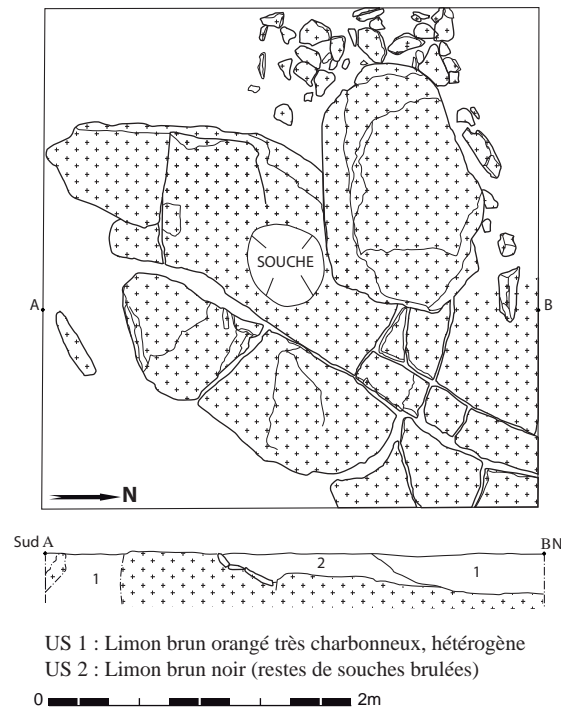 SOUCHE
A
B
N
Sud A
B N
1
2
1
US 1 : Limon brun orangé très charbonneux, hétérogène
US 2 : Limon brun noir (restes de souches brulées)
0 2m